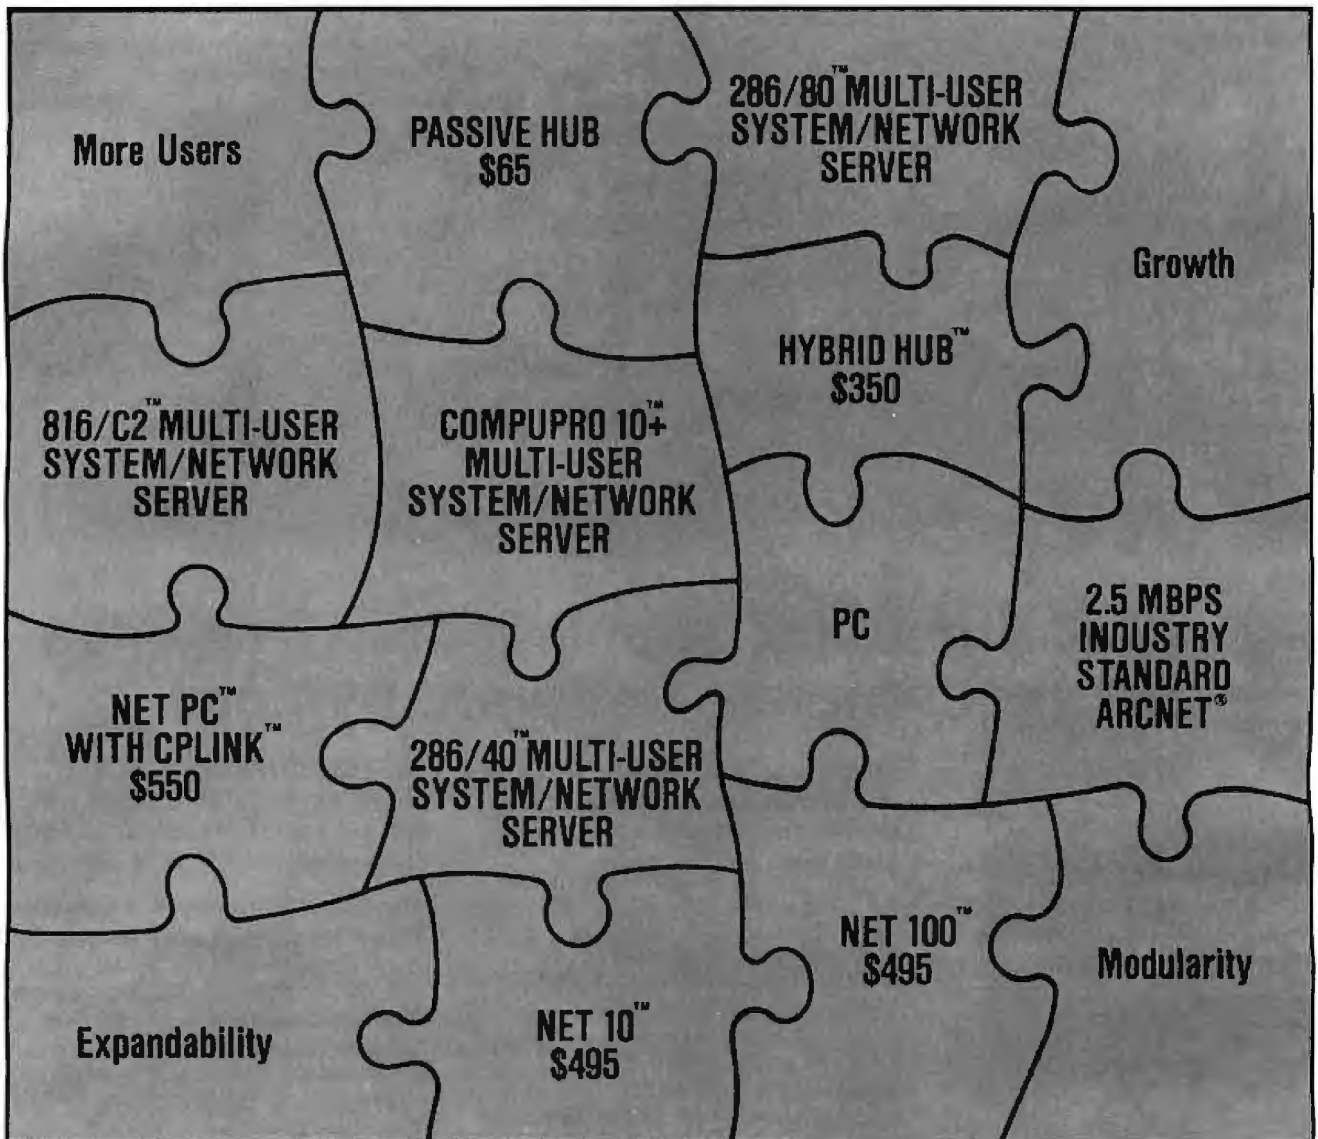 More Users
PASSIVE HUB
$65
286/80™ MULTI-USER
SYSTEM/NETWORK
SERVER
Growth
HYBRID HUB™
$350
816/C2™ MULTI-USER
SYSTEM/NETWORK
SERVER
COMPUPRO 10™+
MULTI-USER
SYSTEM/NETWORK
SERVER
PC
2.5 MBPS
INDUSTRY
STANDARD
ARCNET®
NET PC™
WITH CPLINK™
$550
286/40™ MULTI-USER
SYSTEM/NETWORK
SERVER
NET 100™
$495
Modularity
Expandability
NET 10™
$495